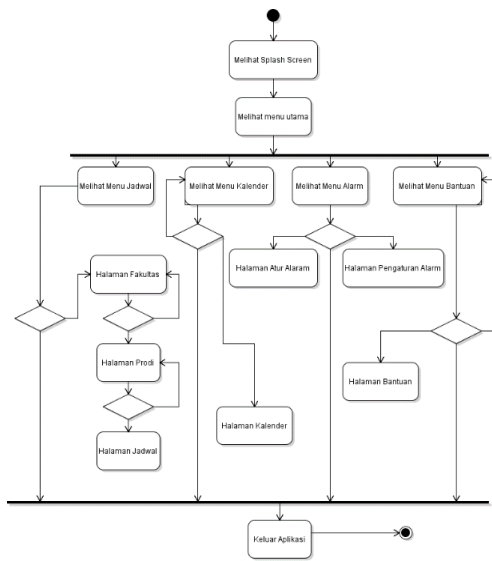 Melihat Splash Screen
Melihat menu utama
Melihat Menu Jadwal
Melihat Menu Kalender
Melihat Menu Alarm
Melihat Menu Bantuan
Halaman Fakultas
Halaman Atur Alaram
Halaman Pengaturan Alarm
Halaman Prodi
Halaman Bantuan
Halaman Kalender
Halaman Jadwal
Keluar Aplikasi